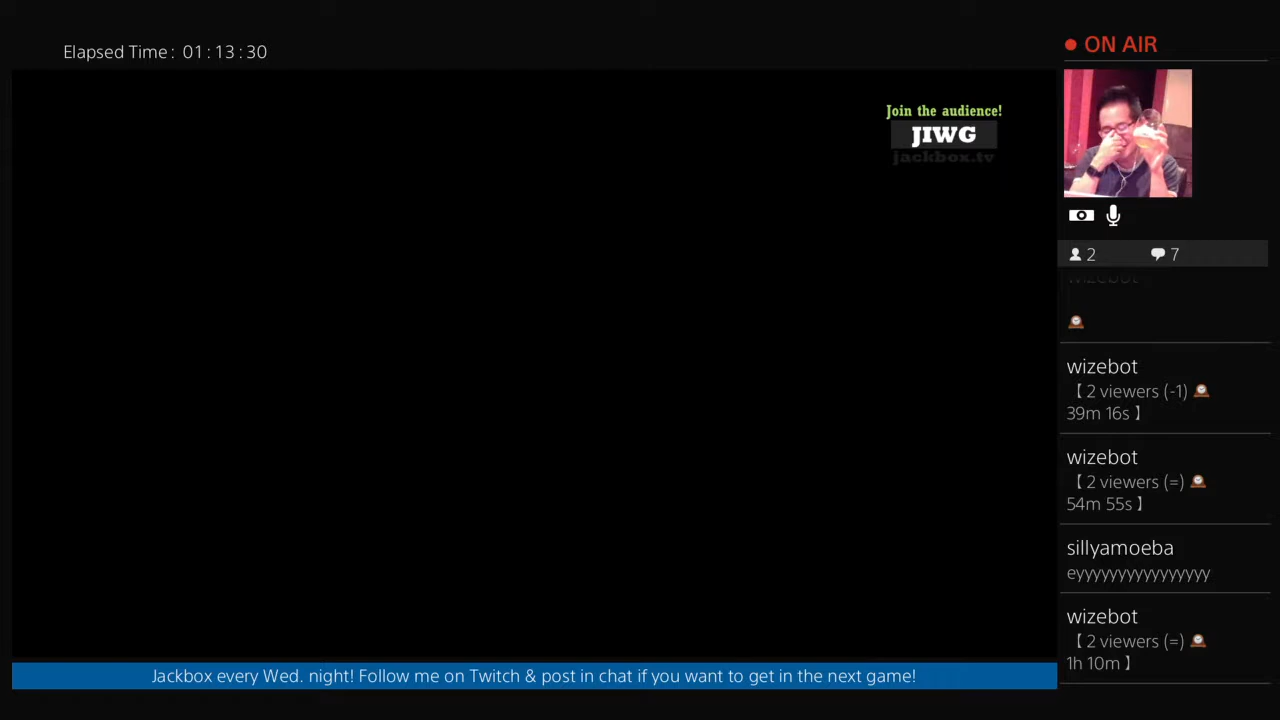 Elapsed Time: 01:13:30
ON AIR
Join the audience!
JIWG
jackbox.tv
2 7
wizebot
wizebot
【 2 viewers (-1)
39m 16s 】
wizebot
【 2 viewers (=)
54m 55s 】
sillyamoeba
eyyyyyyyyyyyyyyyy
wizebot
【 2 viewers (=)
1h 10m 】
Jackbox every Wed. night! Follow me on Twitch & post in chat if you want to get in the next game!